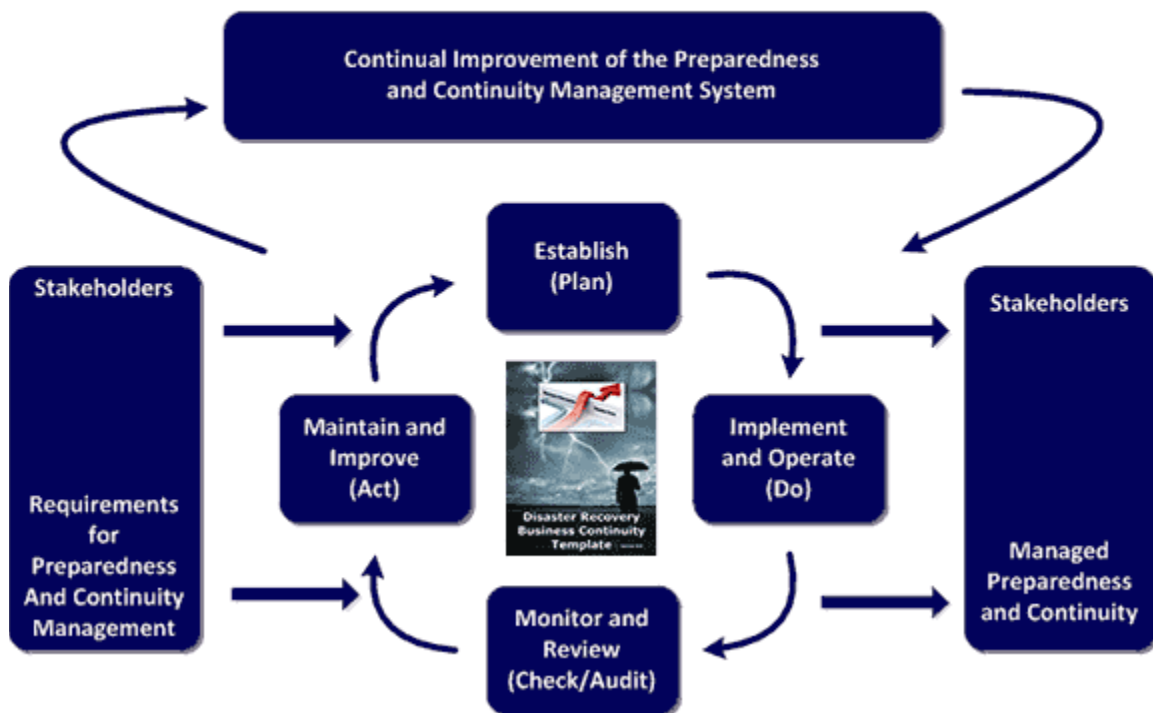 Continual Improvement of the Preparedness
and Continuity Management System
Establish
(Plan)
Stakeholders
Requirements
for
Preparedness
And Continuity
Management
Maintain and
Improve
(Act)
Disaster Recovery
Business Continuity
Template
Implement
and Operate
(Do)
Stakeholders
Managed
Preparedness
and Continuity
Monitor and
Review
(Check/Audit)